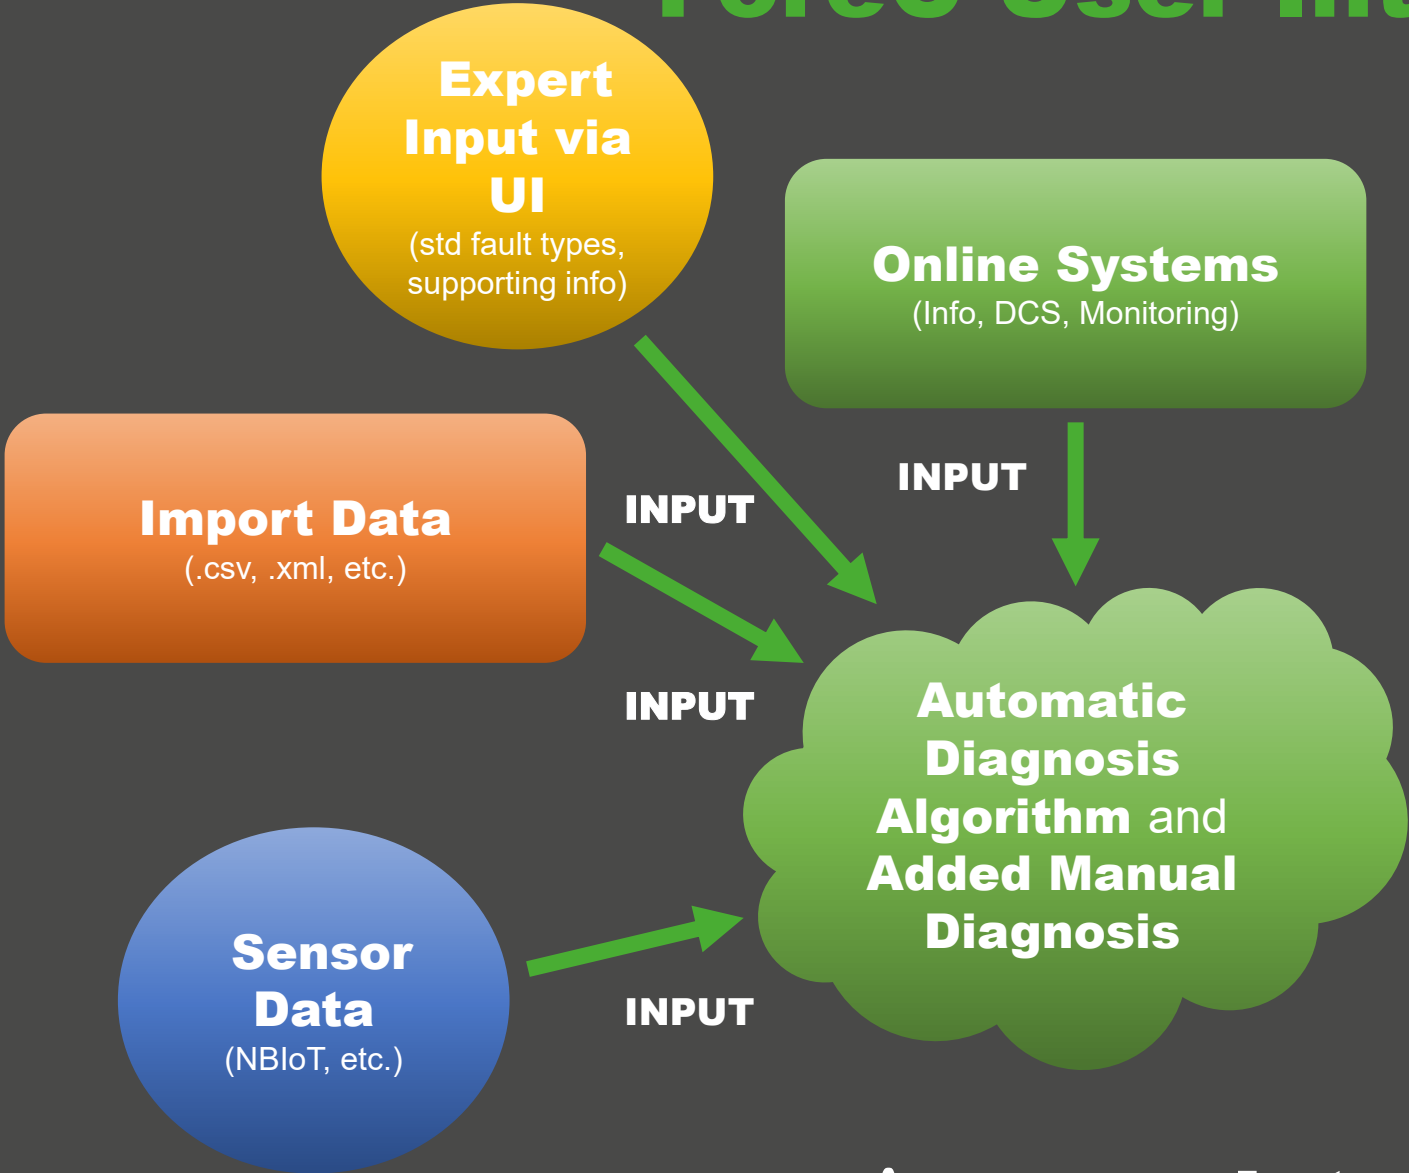 Expert
Input via
UI
(std fault types,
supporting info)
Online Systems
(Info, DCS, Monitoring)
INPUT
INPUT
Import Data
(.csv, .xml, etc.)
INPUT
Automatic
Diagnosis
Algorithm and
Added Manual
Diagnosis
Sensor
Data
(NBIoT, etc.)
INPUT